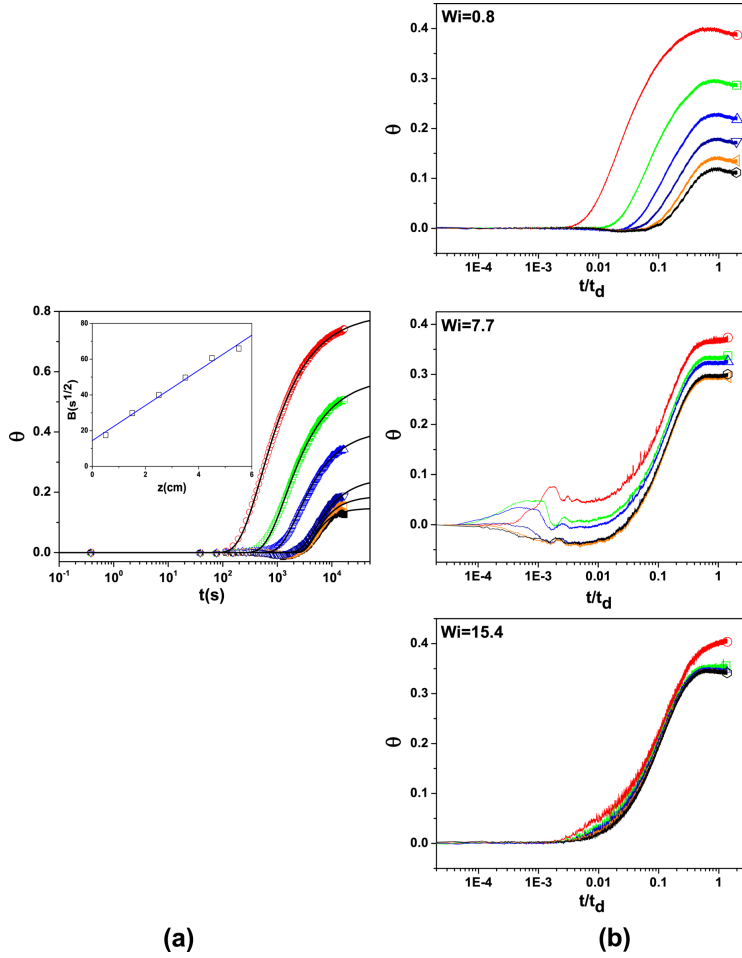 Wi=0.8
0.4
0.3
0.2
0.1
0.0
θ
1E-4 1E-3 0.01 0.1 1
t/t_d
0.8
0.6
0.4
0.2
0.0
θ
80
60
40
20
0
B(s^1/2)
0 2 4 6
z(cm)
10^-1 10^0 10^1 10^2 10^3 10^4
t(s)
Wi=7.7
0.4
0.3
0.2
0.1
0.0
θ
1E-4 1E-3 0.01 0.1 1
t/t_d
Wi=15.4
0.4
0.3
0.2
0.1
0.0
θ
1E-4 1E-3 0.01 0.1 1
t/t_d
(a) (b)